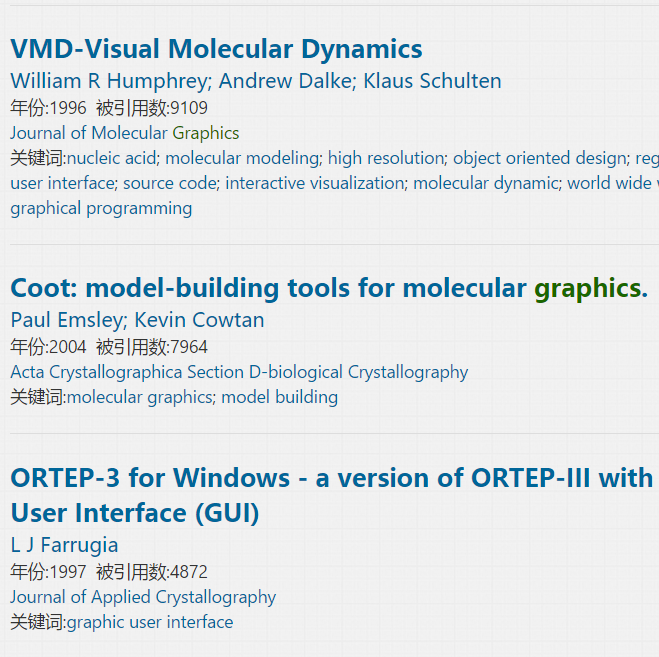 VMD-Visual Molecular Dynamics
William R Humphrey; Andrew Dalke; Klaus Schulten
年份:1996 被引用数:9109
Journal of Molecular Graphics
关键词:nucleic acid; molecular modeling; high resolution; object oriented design;
user interface; source code; interactive visualization; molecular dynamic; world wide
graphical programming
Coot: model-building tools for molecular graphics.
Paul Emsley; Kevin Cowtan
年份:2004 被引用数:7964
Acta Crystallographica Section D-biological Crystallography
关键词:molecular graphics; model building
ORTEP-3 for Windows - a version of ORTEP-III with
User Interface (GUI)
L J Farrugia
年份:1997 被引用数:4872
Journal of Applied Crystallography
关键词:graphic user interface